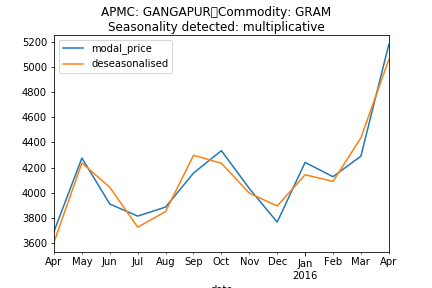 APMC: GANGAPUR▯Commodity: GRAM
Seasonality detected: multiplicative
modal_price
deseasonalised
5200
5000
4800
4600
4400
4200
4000
3800
3600
Apr May Jun Jul Aug Sep Oct Nov Dec Jan Feb Mar Apr
2016